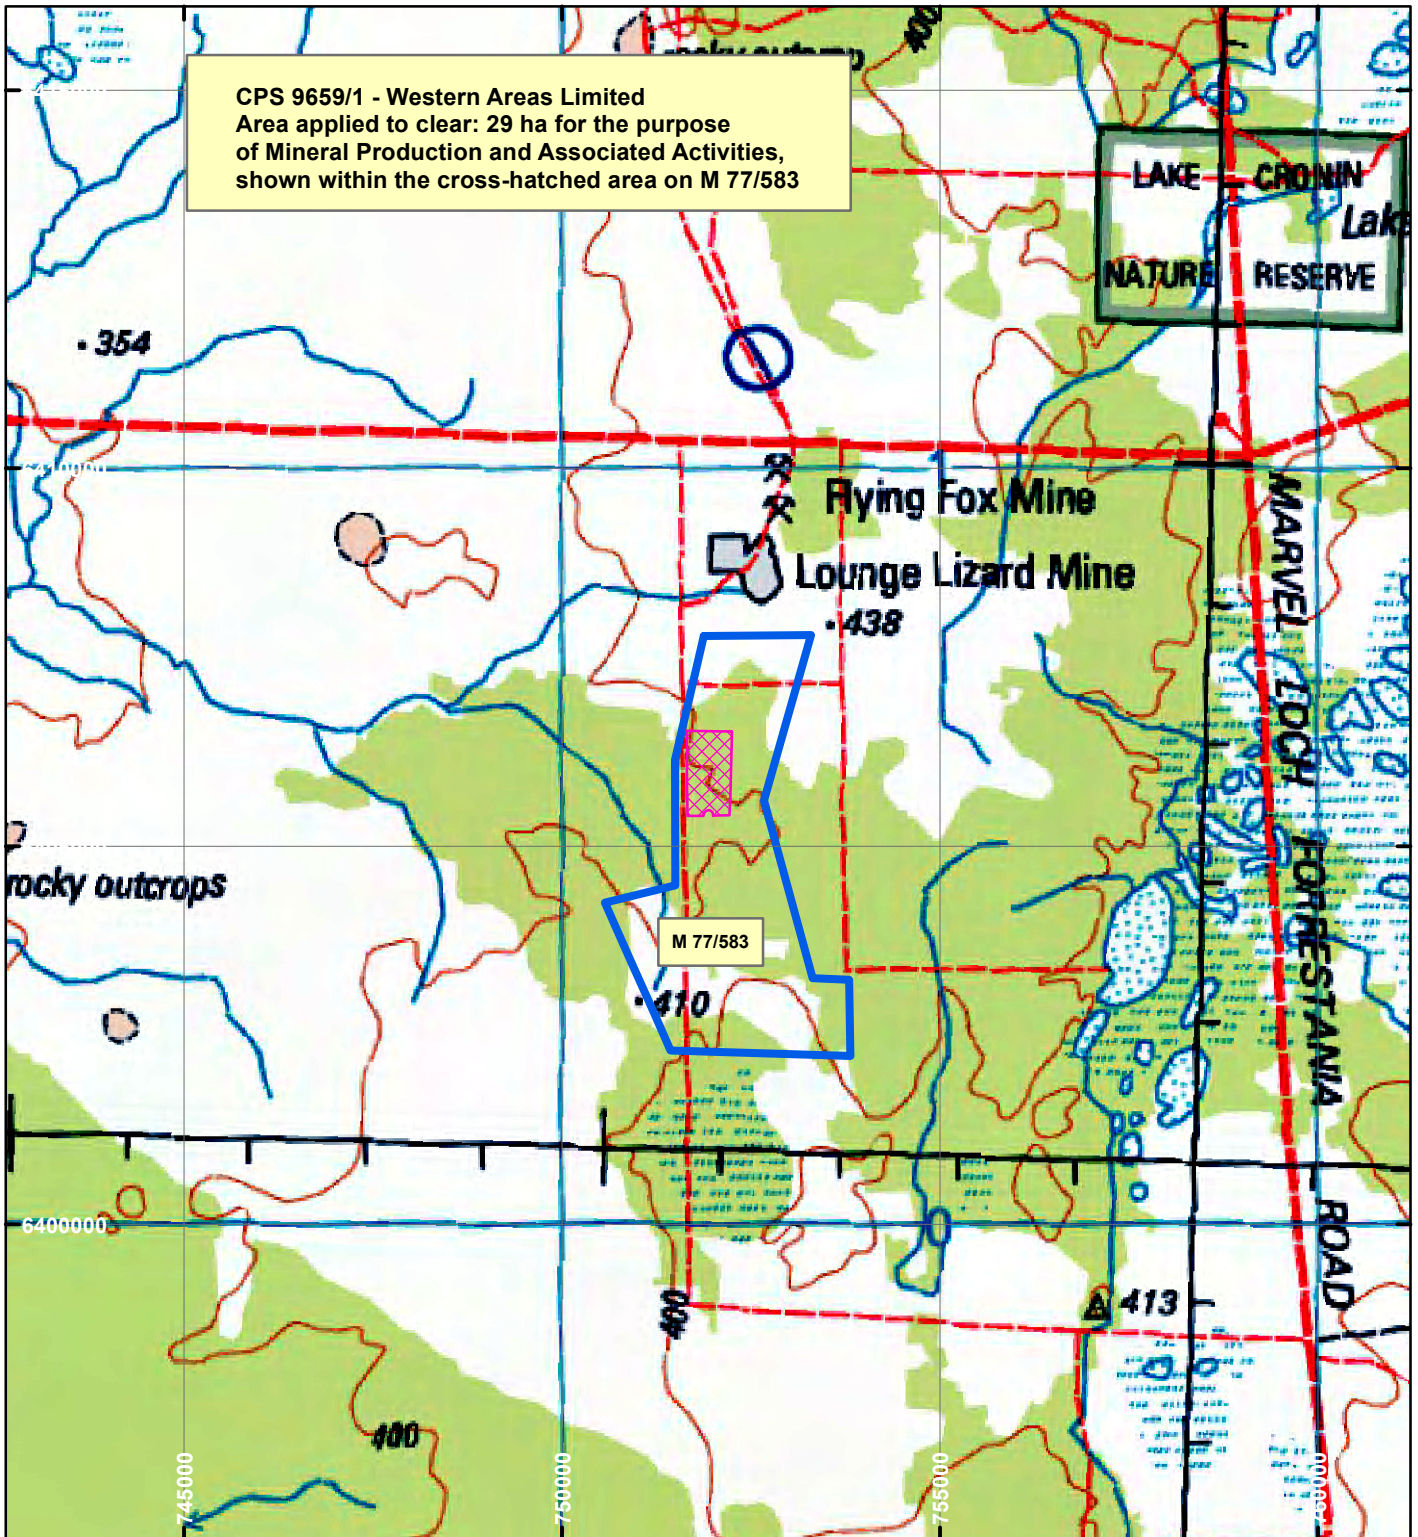 400
CPS 9659/1 - Western Areas Limited
Area applied to clear: 29 ha for the purpose
of Mineral Production and Associated Activities,
shown within the cross-hatched area on M 77/583
LAKE CRONIN
Lake
NATURE RESERVE
354
6410000
Flying Fox Mine
Lounge Lizard Mine
438
MARVEL LOCH FORRESTANIA ROAD
rocky outcrops
M 77/583
410
6400000
400
413
400
745000
750000
755000
760000